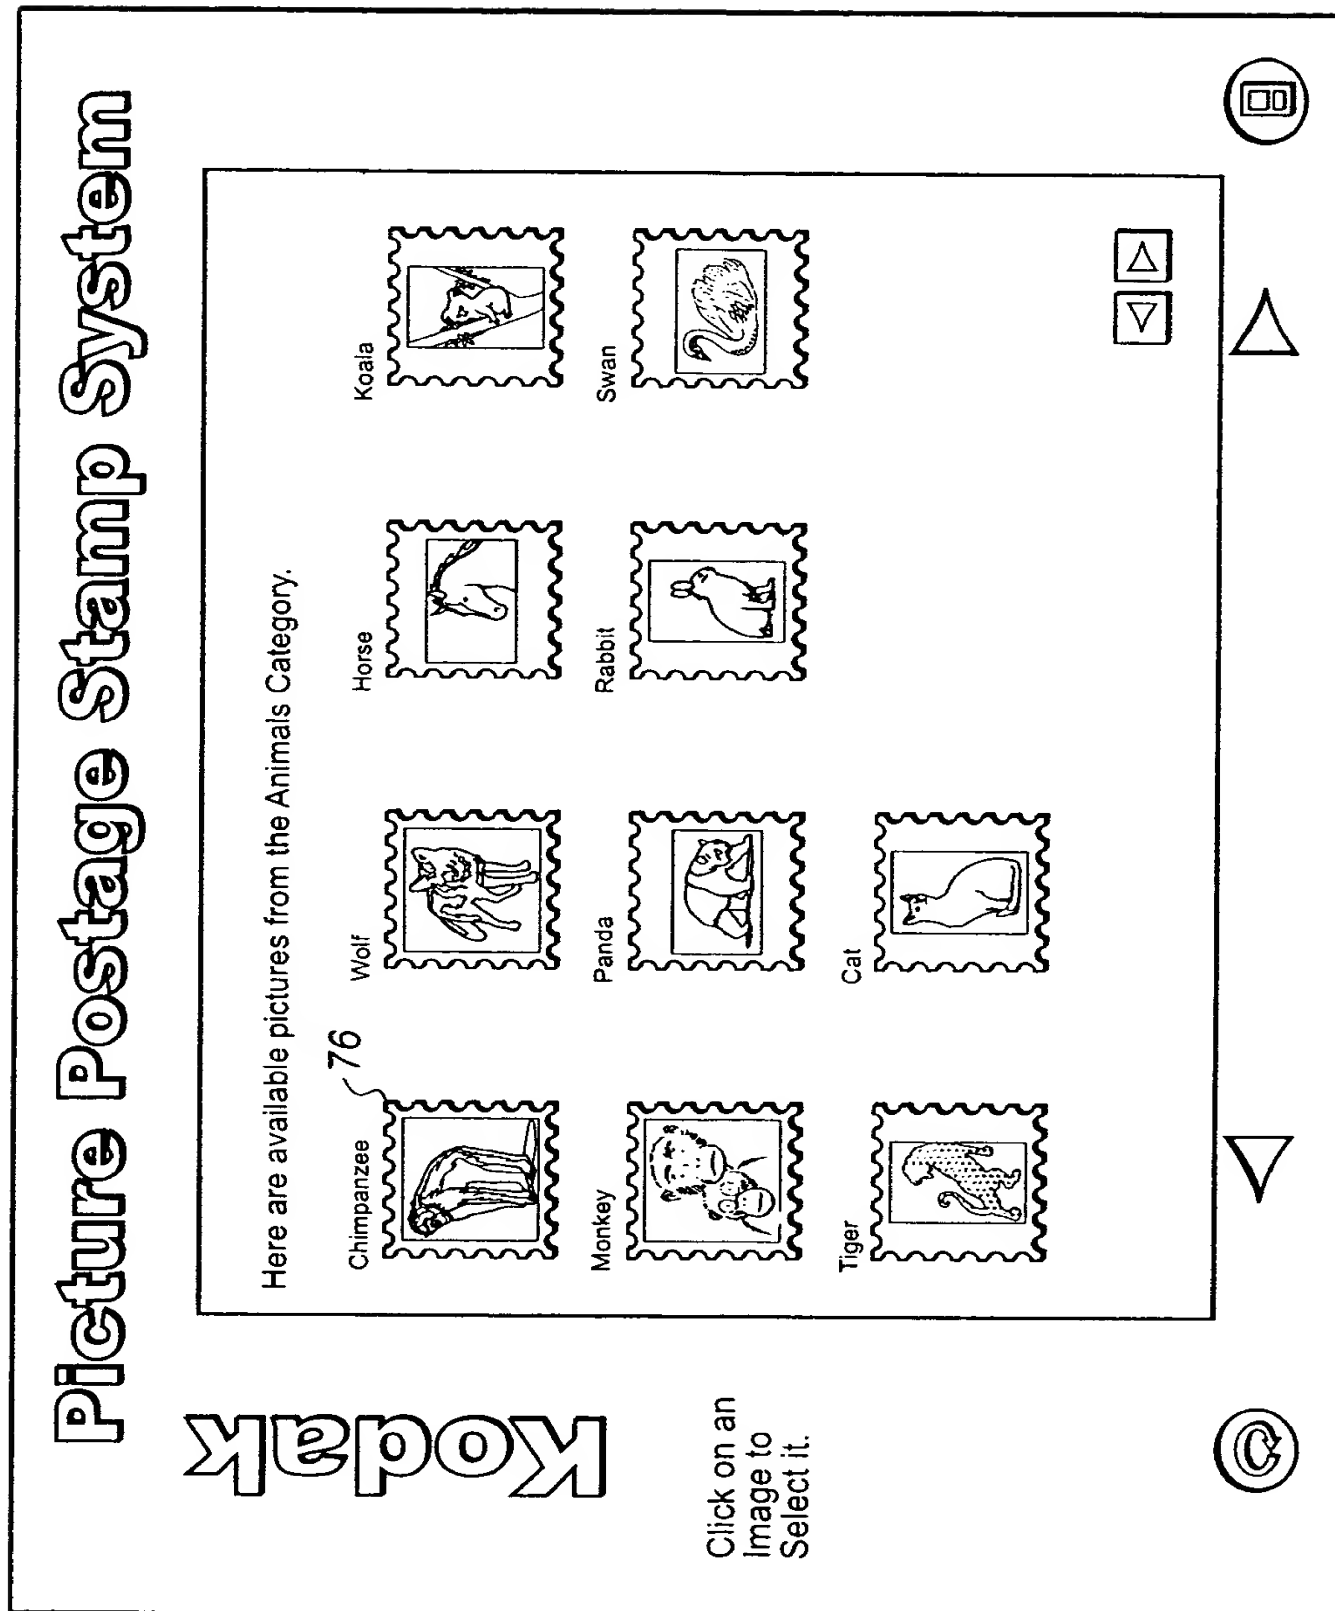 Picture Postage Stamp System
Kodak
Click on an
Image to
Select it.
Here are available pictures from the Animals Category.
Chimpanzee
76
Wolf
Horse
Koala
Monkey
Panda
Rabbit
Swan
Tiger
Cat
C